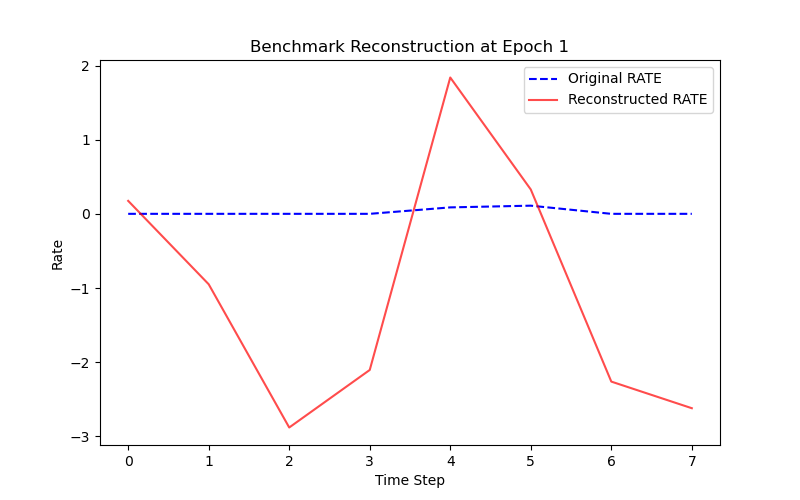 Benchmark Reconstruction at Epoch 1
Original RATE
Reconstructed RATE
2
1
0
−1
−2
−3
Rate
0 1 2 3 4 5 6 7
Time Step